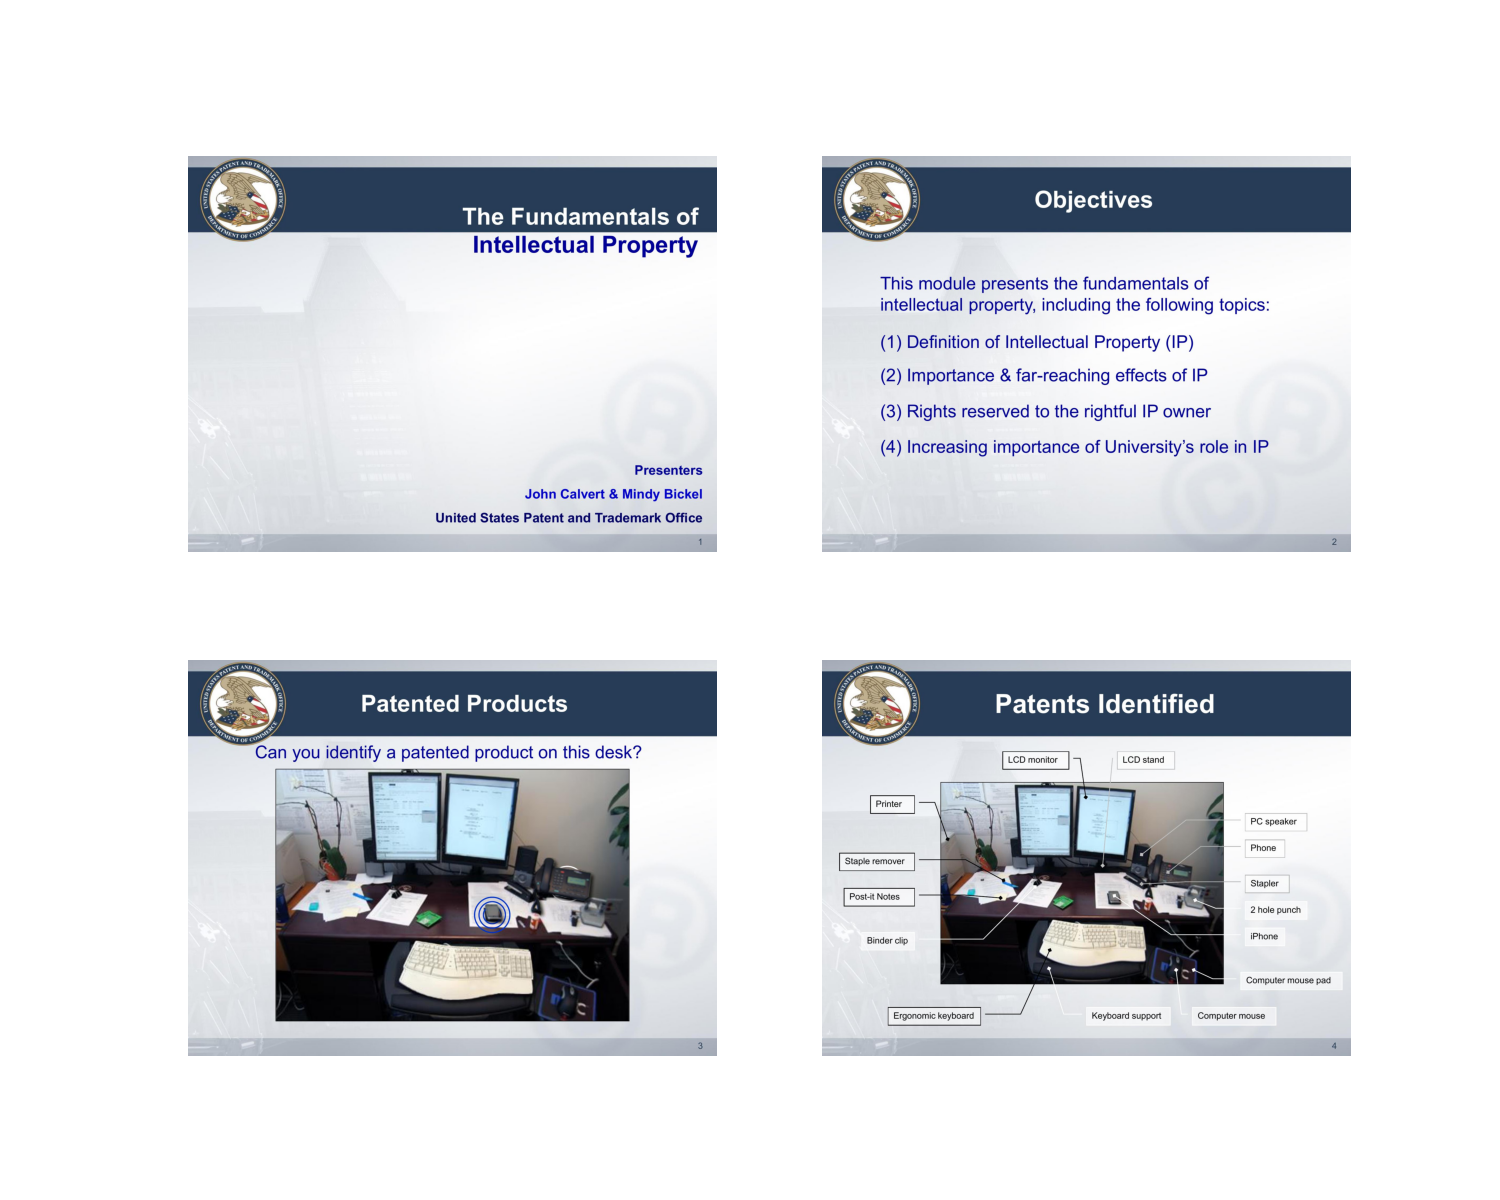 The Fundamentals of
Intellectual Property
Presenters
John Calvert & Mindy Bickel
United States Patent and Trademark Office
1
UNITED STATES PATENT AND TRADEMARK OFFICE
DEPARTMENT OF COMMERCE
Objectives
This module presents the fundamentals of
intellectual property, including the following topics:
(1) Definition of Intellectual Property (IP)
(2) Importance & far-reaching effects of IP
(3) Rights reserved to the rightful IP owner
(4) Increasing importance of University’s role in IP
2
UNITED STATES PATENT AND TRADEMARK OFFICE
DEPARTMENT OF COMMERCE
Patented Products
Can you identify a patented product on this desk?
3
UNITED STATES PATENT AND TRADEMARK OFFICE
DEPARTMENT OF COMMERCE
Patents Identified
LCD monitor
LCD stand
Printer
PC speaker
Phone
Staple remover
Stapler
Post-it Notes
2 hole punch
iPhone
Binder clip
Computer mouse pad
Ergonomic keyboard
Keyboard support
Computer mouse
4
UNITED STATES PATENT AND TRADEMARK OFFICE
DEPARTMENT OF COMMERCE